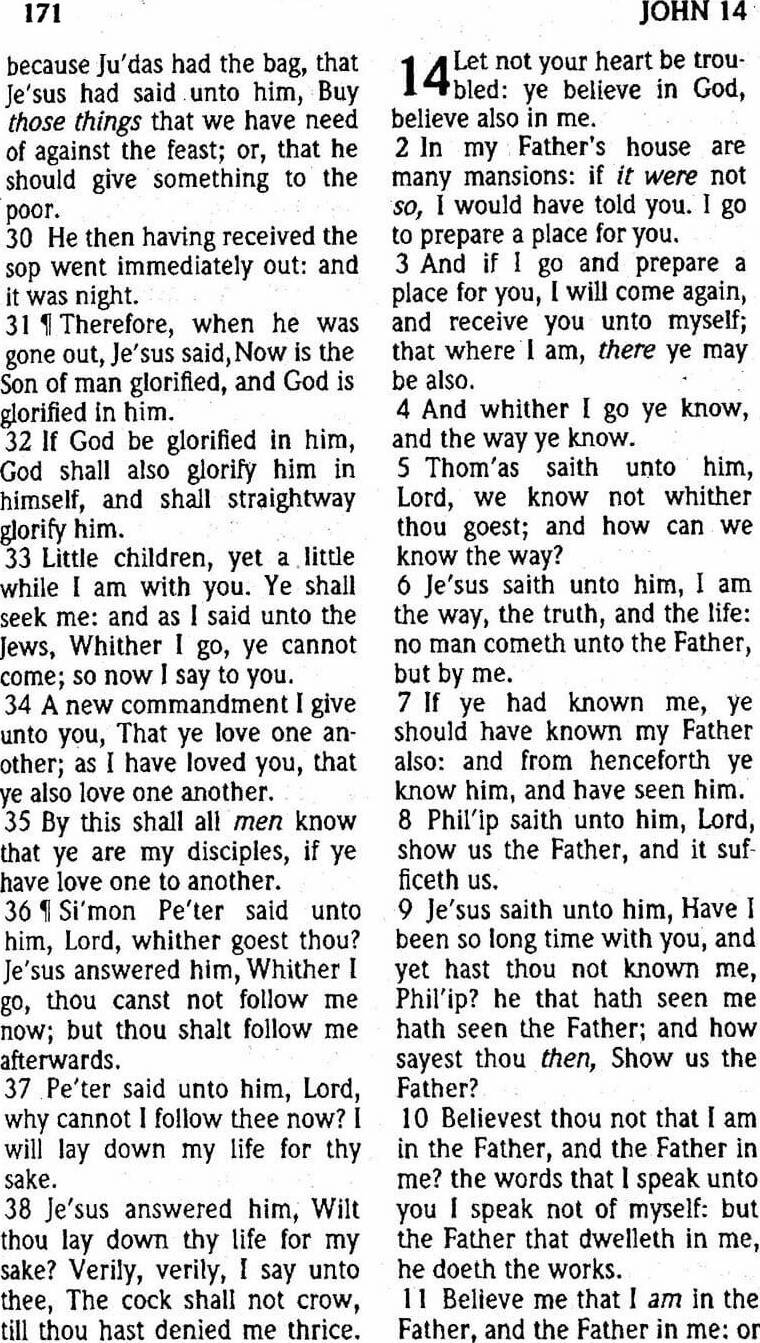 171
JOHN 14
because Ju'das had the bag, that
Je'sus had said unto him, Buy
those things that we have need
of against the feast; or, that he
should give something to the
poor.
30 He then having received the
sop went immediately out: and
it was night.
31 ¶ Therefore, when he was
gone out, Je'sus said, Now is the
Son of man glorified, and God is
glorified in him.
32 If God be glorified in him,
God shall also glorify him in
himself, and shall straightway
glorify him.
33 Little children, yet a little
while I am with you. Ye shall
seek me: and as I said unto the
Jews, Whither I go, ye cannot
come; so now I say to you.
34 A new commandment I give
unto you, That ye love one an-
other; as I have loved you, that
ye also love one another.
35 By this shall all men know
that ye are my disciples, if ye
have love one to another.
36 ¶ Si'mon Pe'ter said unto
him, Lord, whither goest thou?
Je'sus answered him, Whither I
go, thou canst not follow me
now; but thou shalt follow me
afterwards.
37 Pe'ter said unto him, Lord,
why cannot I follow thee now? I
will lay down my life for thy
sake.
38 Je'sus answered him, Wilt
thou lay down thy life for my
sake? Verily, verily, I say unto
thee, The cock shall not crow,
till thou hast denied me thrice.
14 Let not your heart be trou-
bled: ye believe in God,
believe also in me.
2 In my Father's house are
many mansions: if it were not
so, I would have told you. I go
to prepare a place for you.
3 And if I go and prepare a
place for you, I will come again,
and receive you unto myself;
that where I am, there ye may
be also.
4 And whither I go ye know,
and the way ye know.
5 Thom'as saith unto him,
Lord, we know not whither
thou goest; and how can we
know the way?
6 Je'sus saith unto him, I am
the way, the truth, and the life:
no man cometh unto the Father,
but by me.
7 If ye had known me, ye
should have known my Father
also: and from henceforth ye
know him, and have seen him.
8 Phil'ip saith unto him, Lord,
show us the Father, and it suf-
ficeth us.
9 Je'sus saith unto him, Have I
been so long time with you, and
yet hast thou not known me,
Phil'ip? he that hath seen me
hath seen the Father; and how
sayest thou then, Show us the
Father?
10 Believest thou not that I am
in the Father, and the Father in
me? the words that I speak unto
you I speak not of myself: but
the Father that dwelleth in me,
he doeth the works.
11 Believe me that I am in the
Father, and the Father in me: or